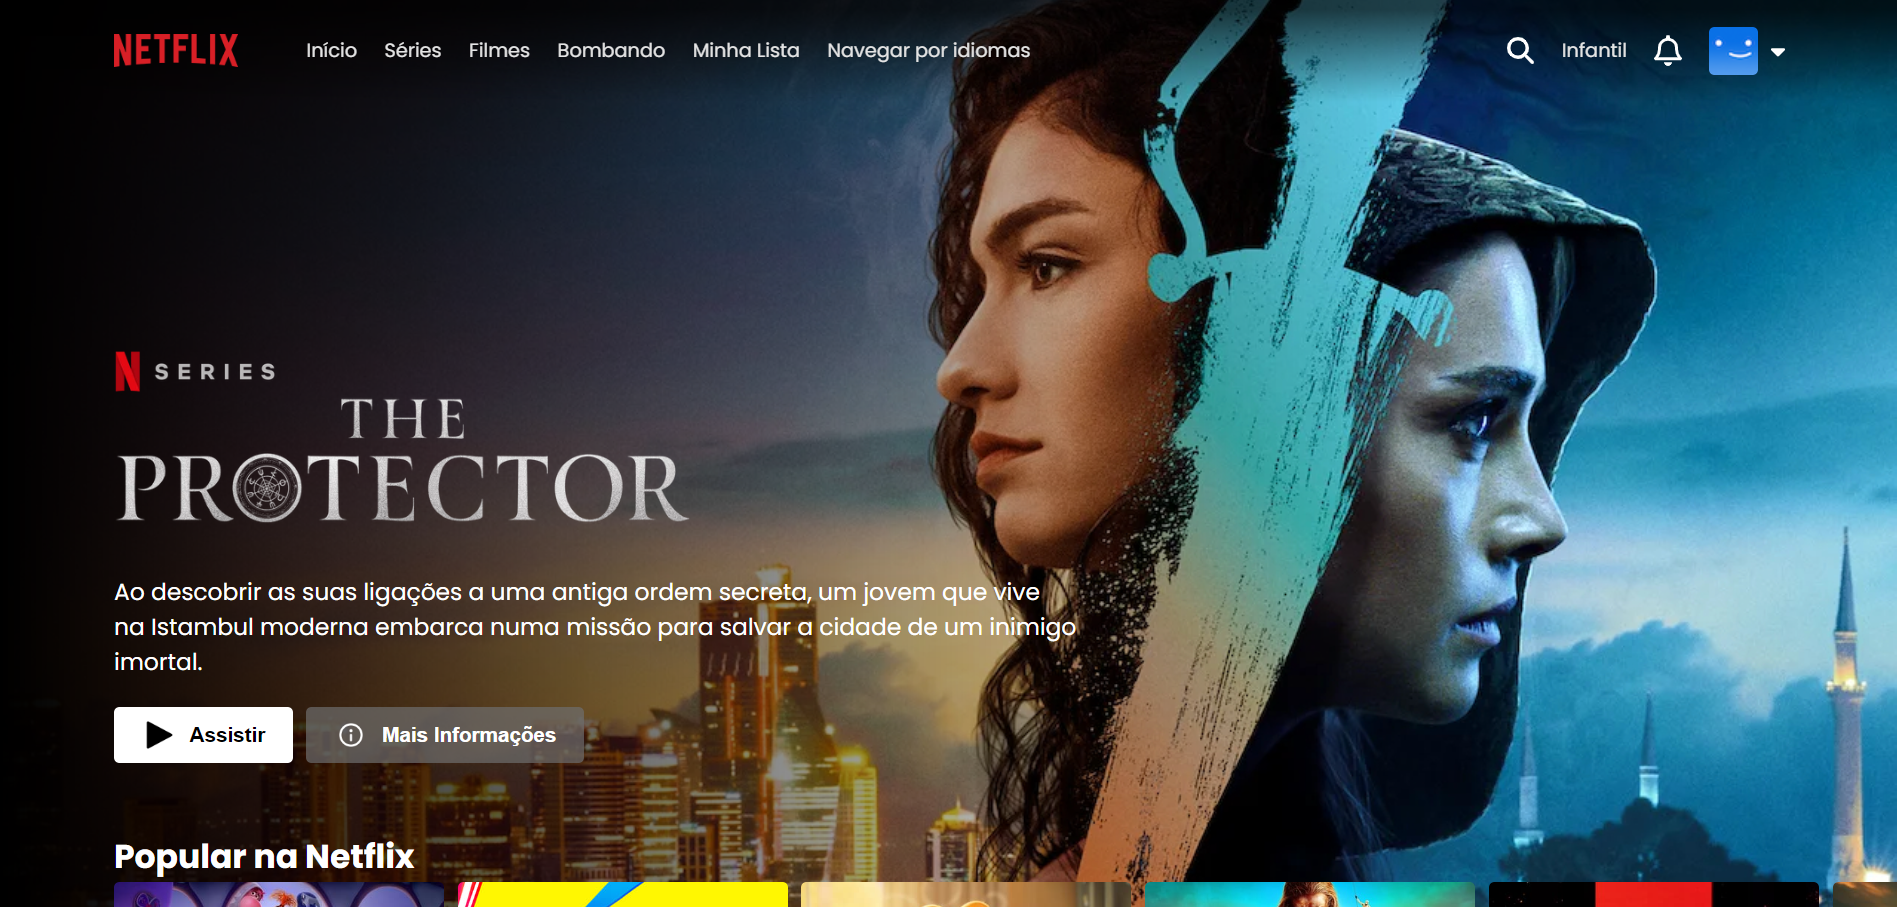 NETFLIX
Início Séries Filmes Bombando Minha Lista Navegar por idiomas
Infantil
N SERIES
THE
PROTECTOR
Ao descobrir as suas ligações a uma antiga ordem secreta, um jovem que vive
na Istambul moderna embarca numa missão para salvar a cidade de um inimigo
imortal.
Assistir
Mais Informações
Popular na Netflix